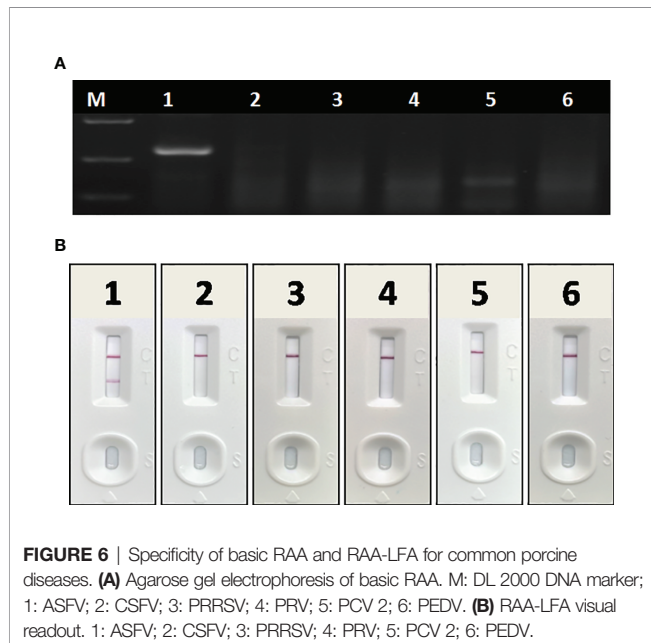 A
M 1 2 3 4 5 6
B
1 2 3 4 5 6
C C C C C C
T T T T T T
S S S S S S
FIGURE 6 | Specificity of basic RAA and RAA-LFA for common porcine
diseases. (A) Agarose gel electrophoresis of basic RAA. M: DL 2000 DNA marker;
1: ASFV; 2: CSFV; 3: PRRSV; 4: PRV; 5: PCV 2; 6: PEDV. (B) RAA-LFA visual
readout. 1: ASFV; 2: CSFV; 3: PRRSV; 4: PRV; 5: PCV 2; 6: PEDV.